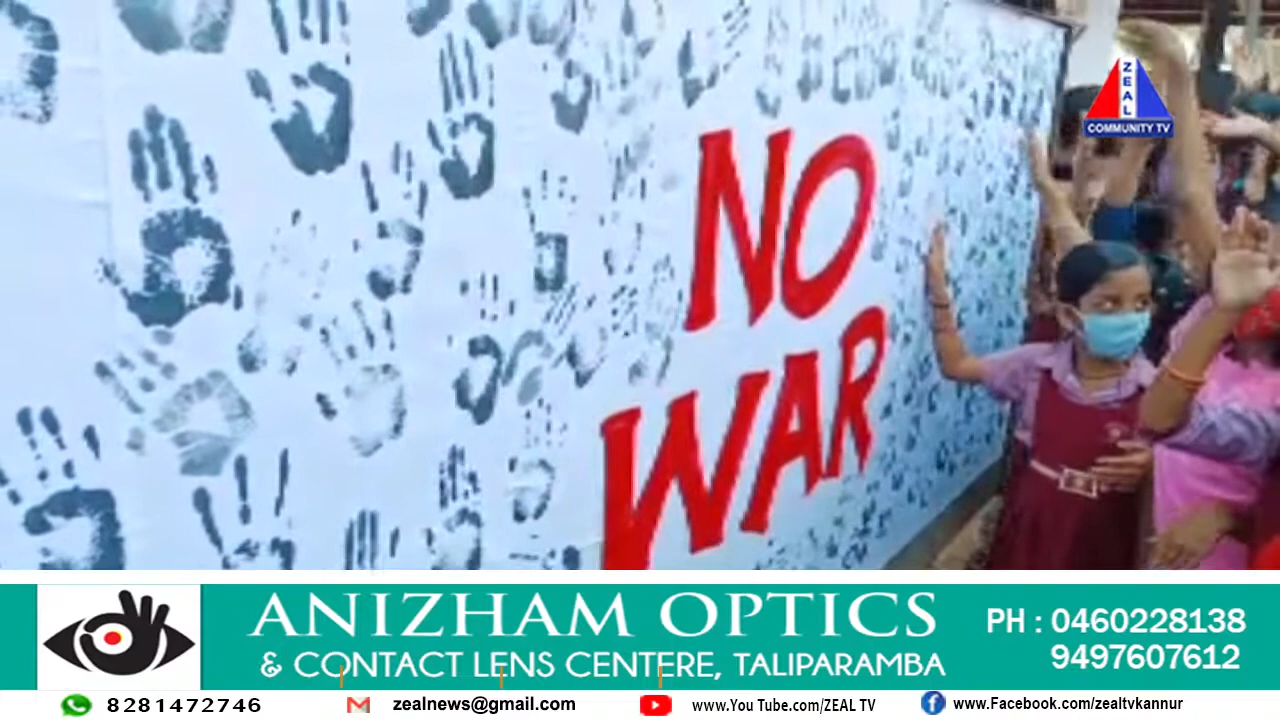 ZEAL
COMMUNITY TV
NO
WAR
ANIZHAM OPTICS
& CONTACT LENS CENTERE, TALIPARAMBA
PH : 0460228138
9497607612
8281472746
zealnews@gmail.com
www.You Tube.com/ZEAL TV
www.Facebook.com/zealtvkannur